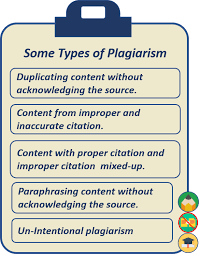 Some Types of Plagiarism
Duplicating content without
acknowledging the source.
Content from improper and
inaccurate citation.
Content with proper citation and
improper citation mixed-up.
Paraphrasing content without
acknowledging the source.
Un-Intentional plagiarism